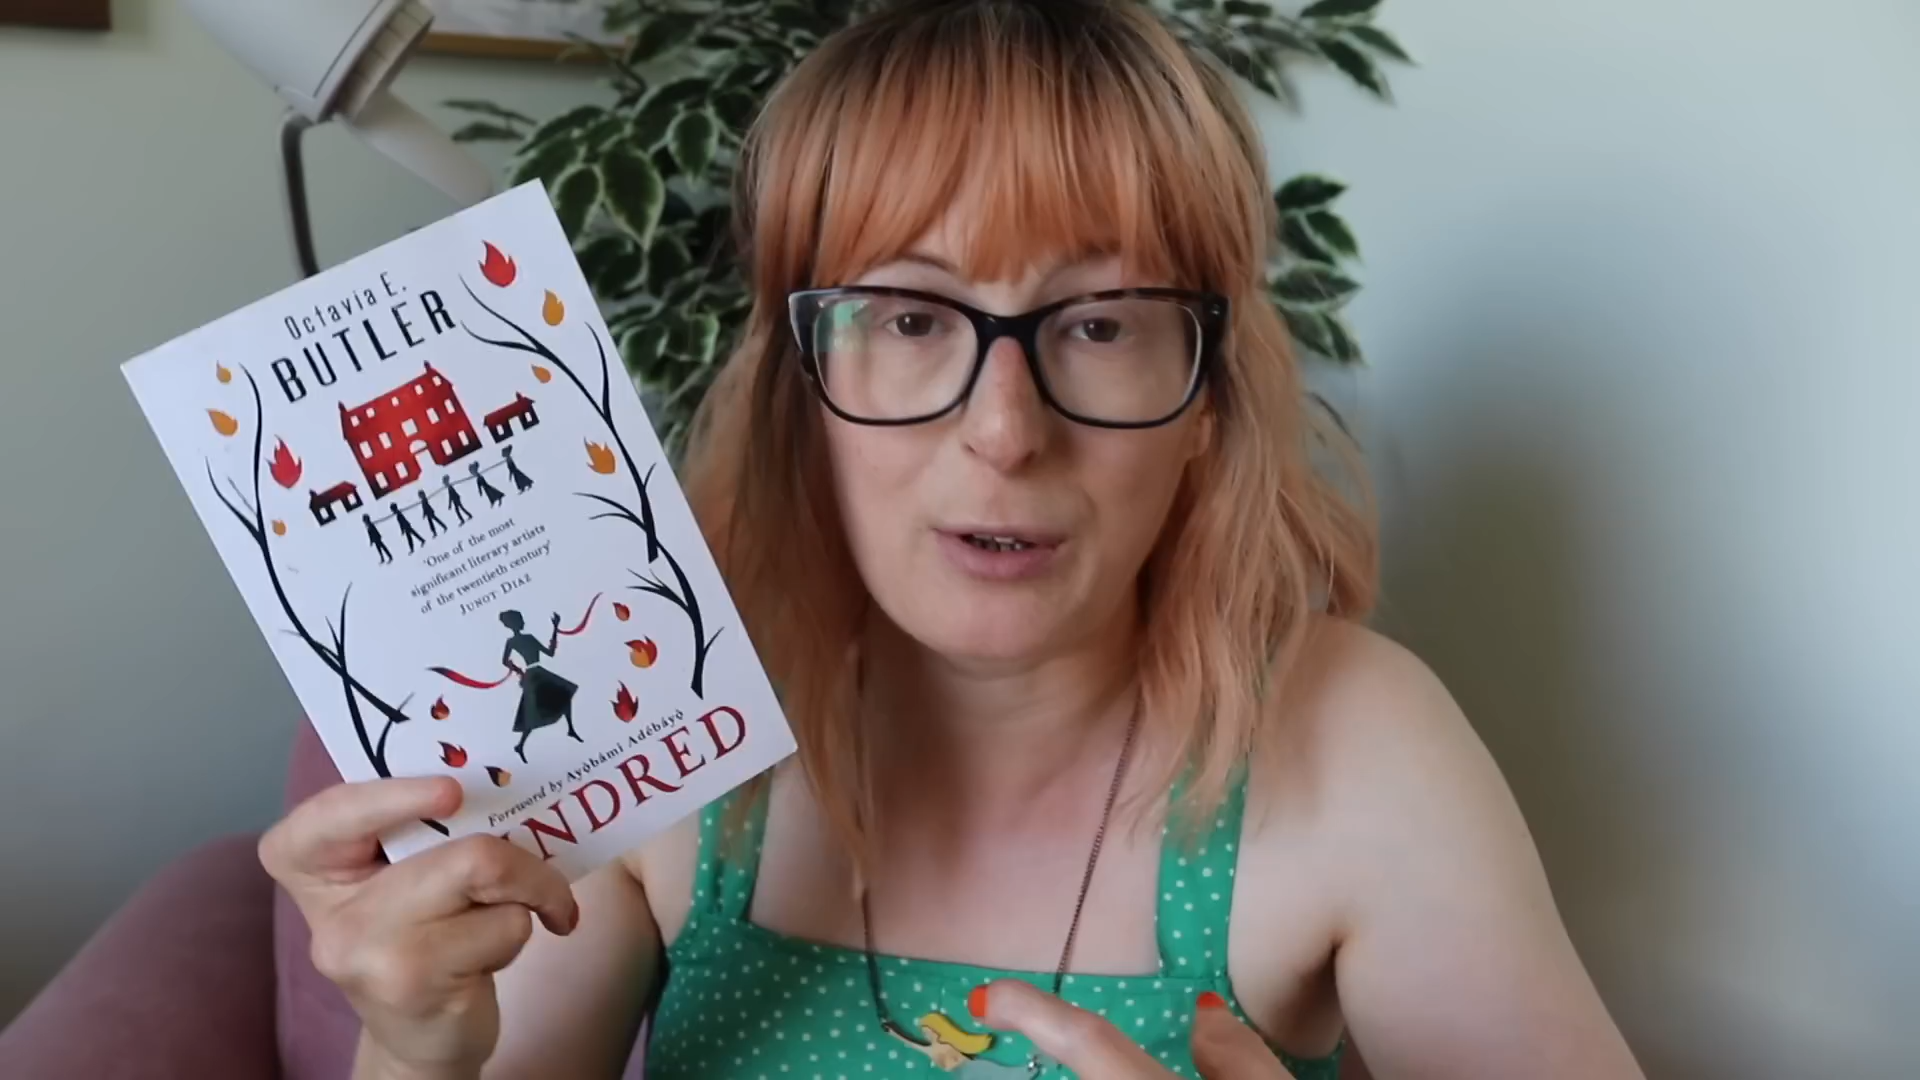 Octavia E.
BUTLER
'One of the most
significant literary artists
of the twentieth century'
JUNOT DIAZ
Foreword by Ayọ̀bámi Adébáyọ̀
INDRED